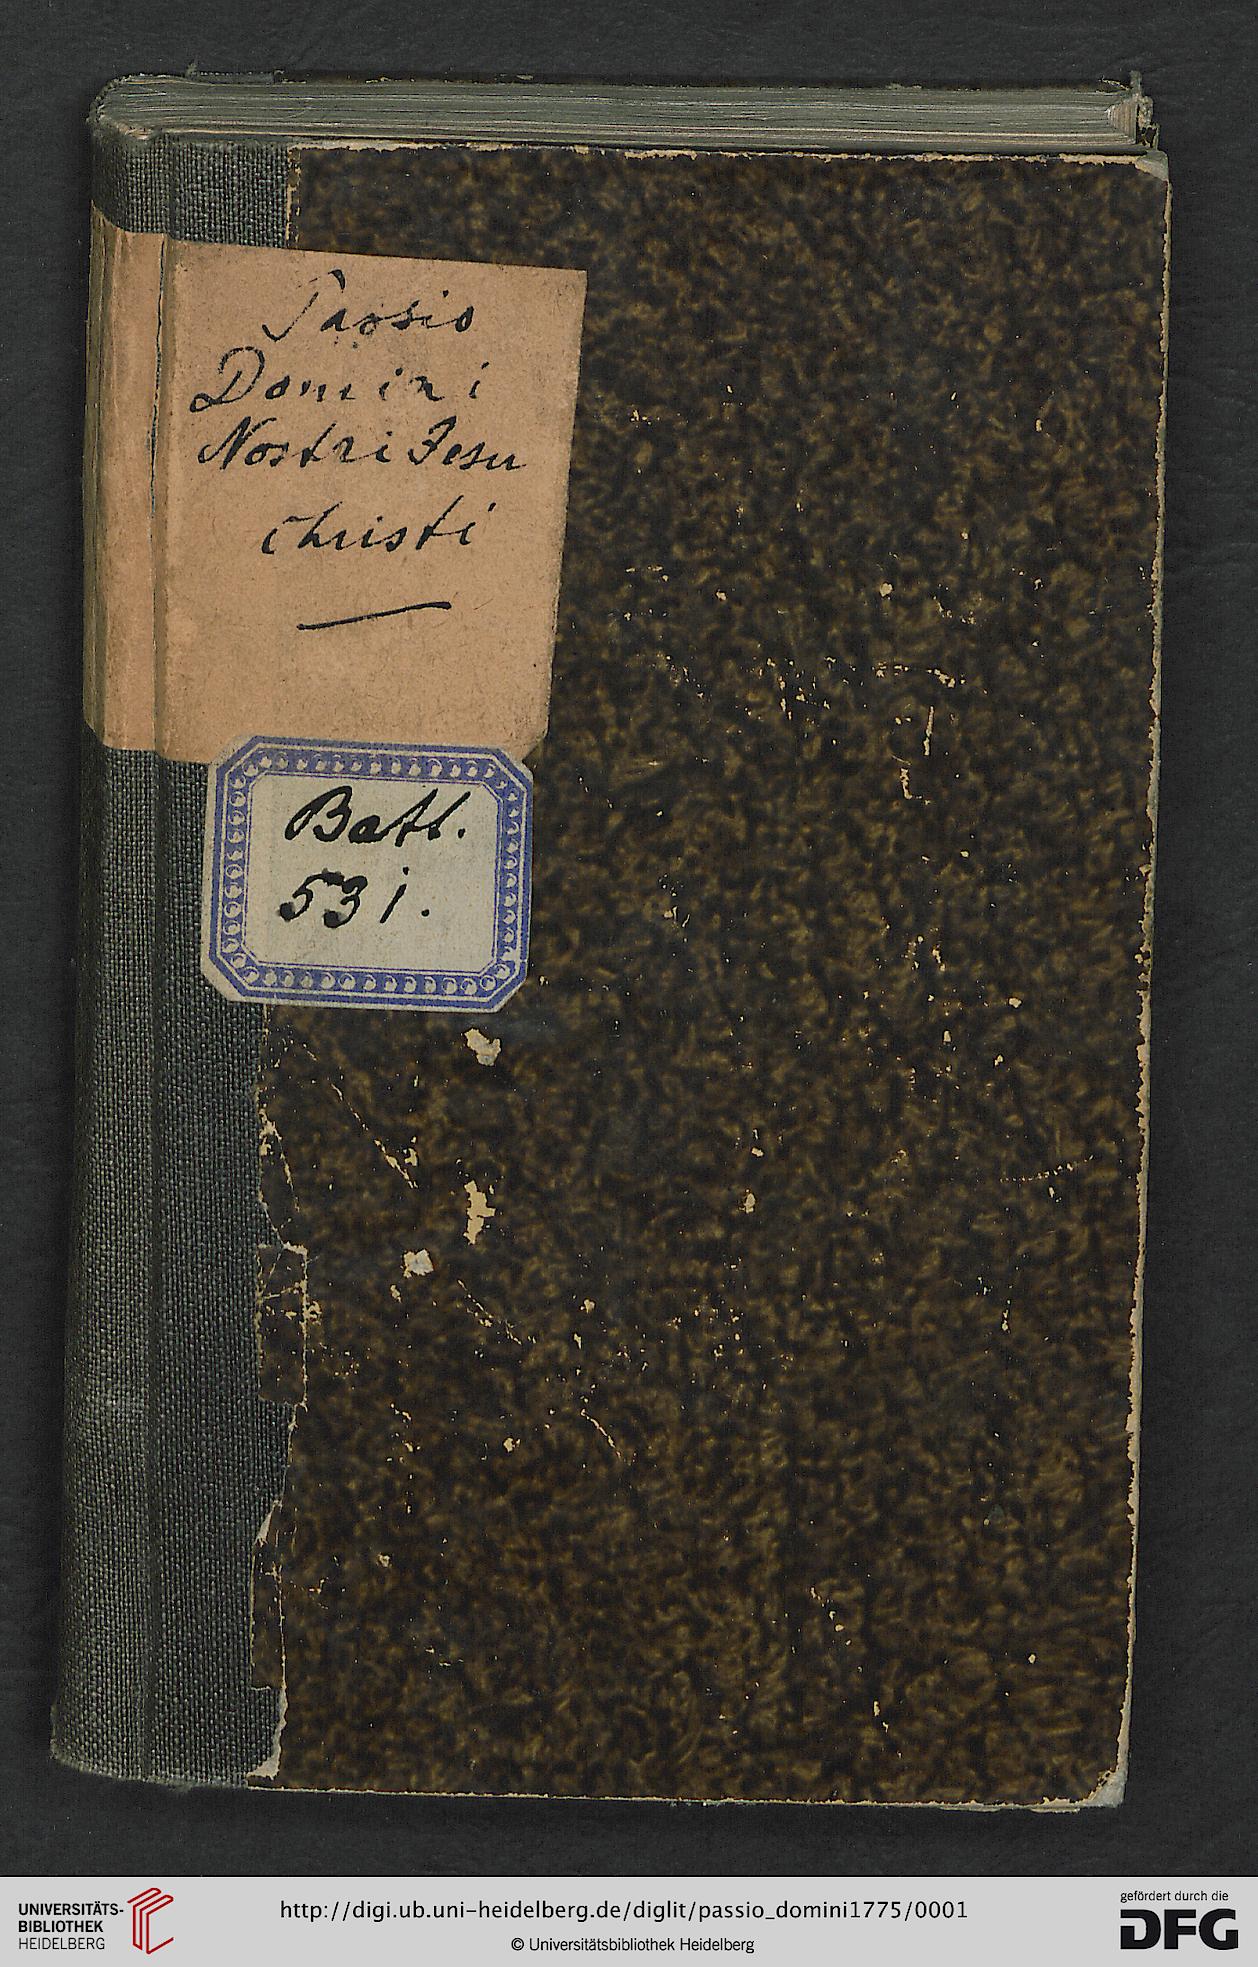 Passio
Domini
Nostri Jesu
Christi
Batt.
531.
UNIVERSITÄTS-
BIBLIOTHEK
HEIDELBERG
http://digi.ub.uni-heidelberg.de/diglit/passio_domini1775/0001
© Universitätsbibliothek Heidelberg
gefördert durch die
DFG